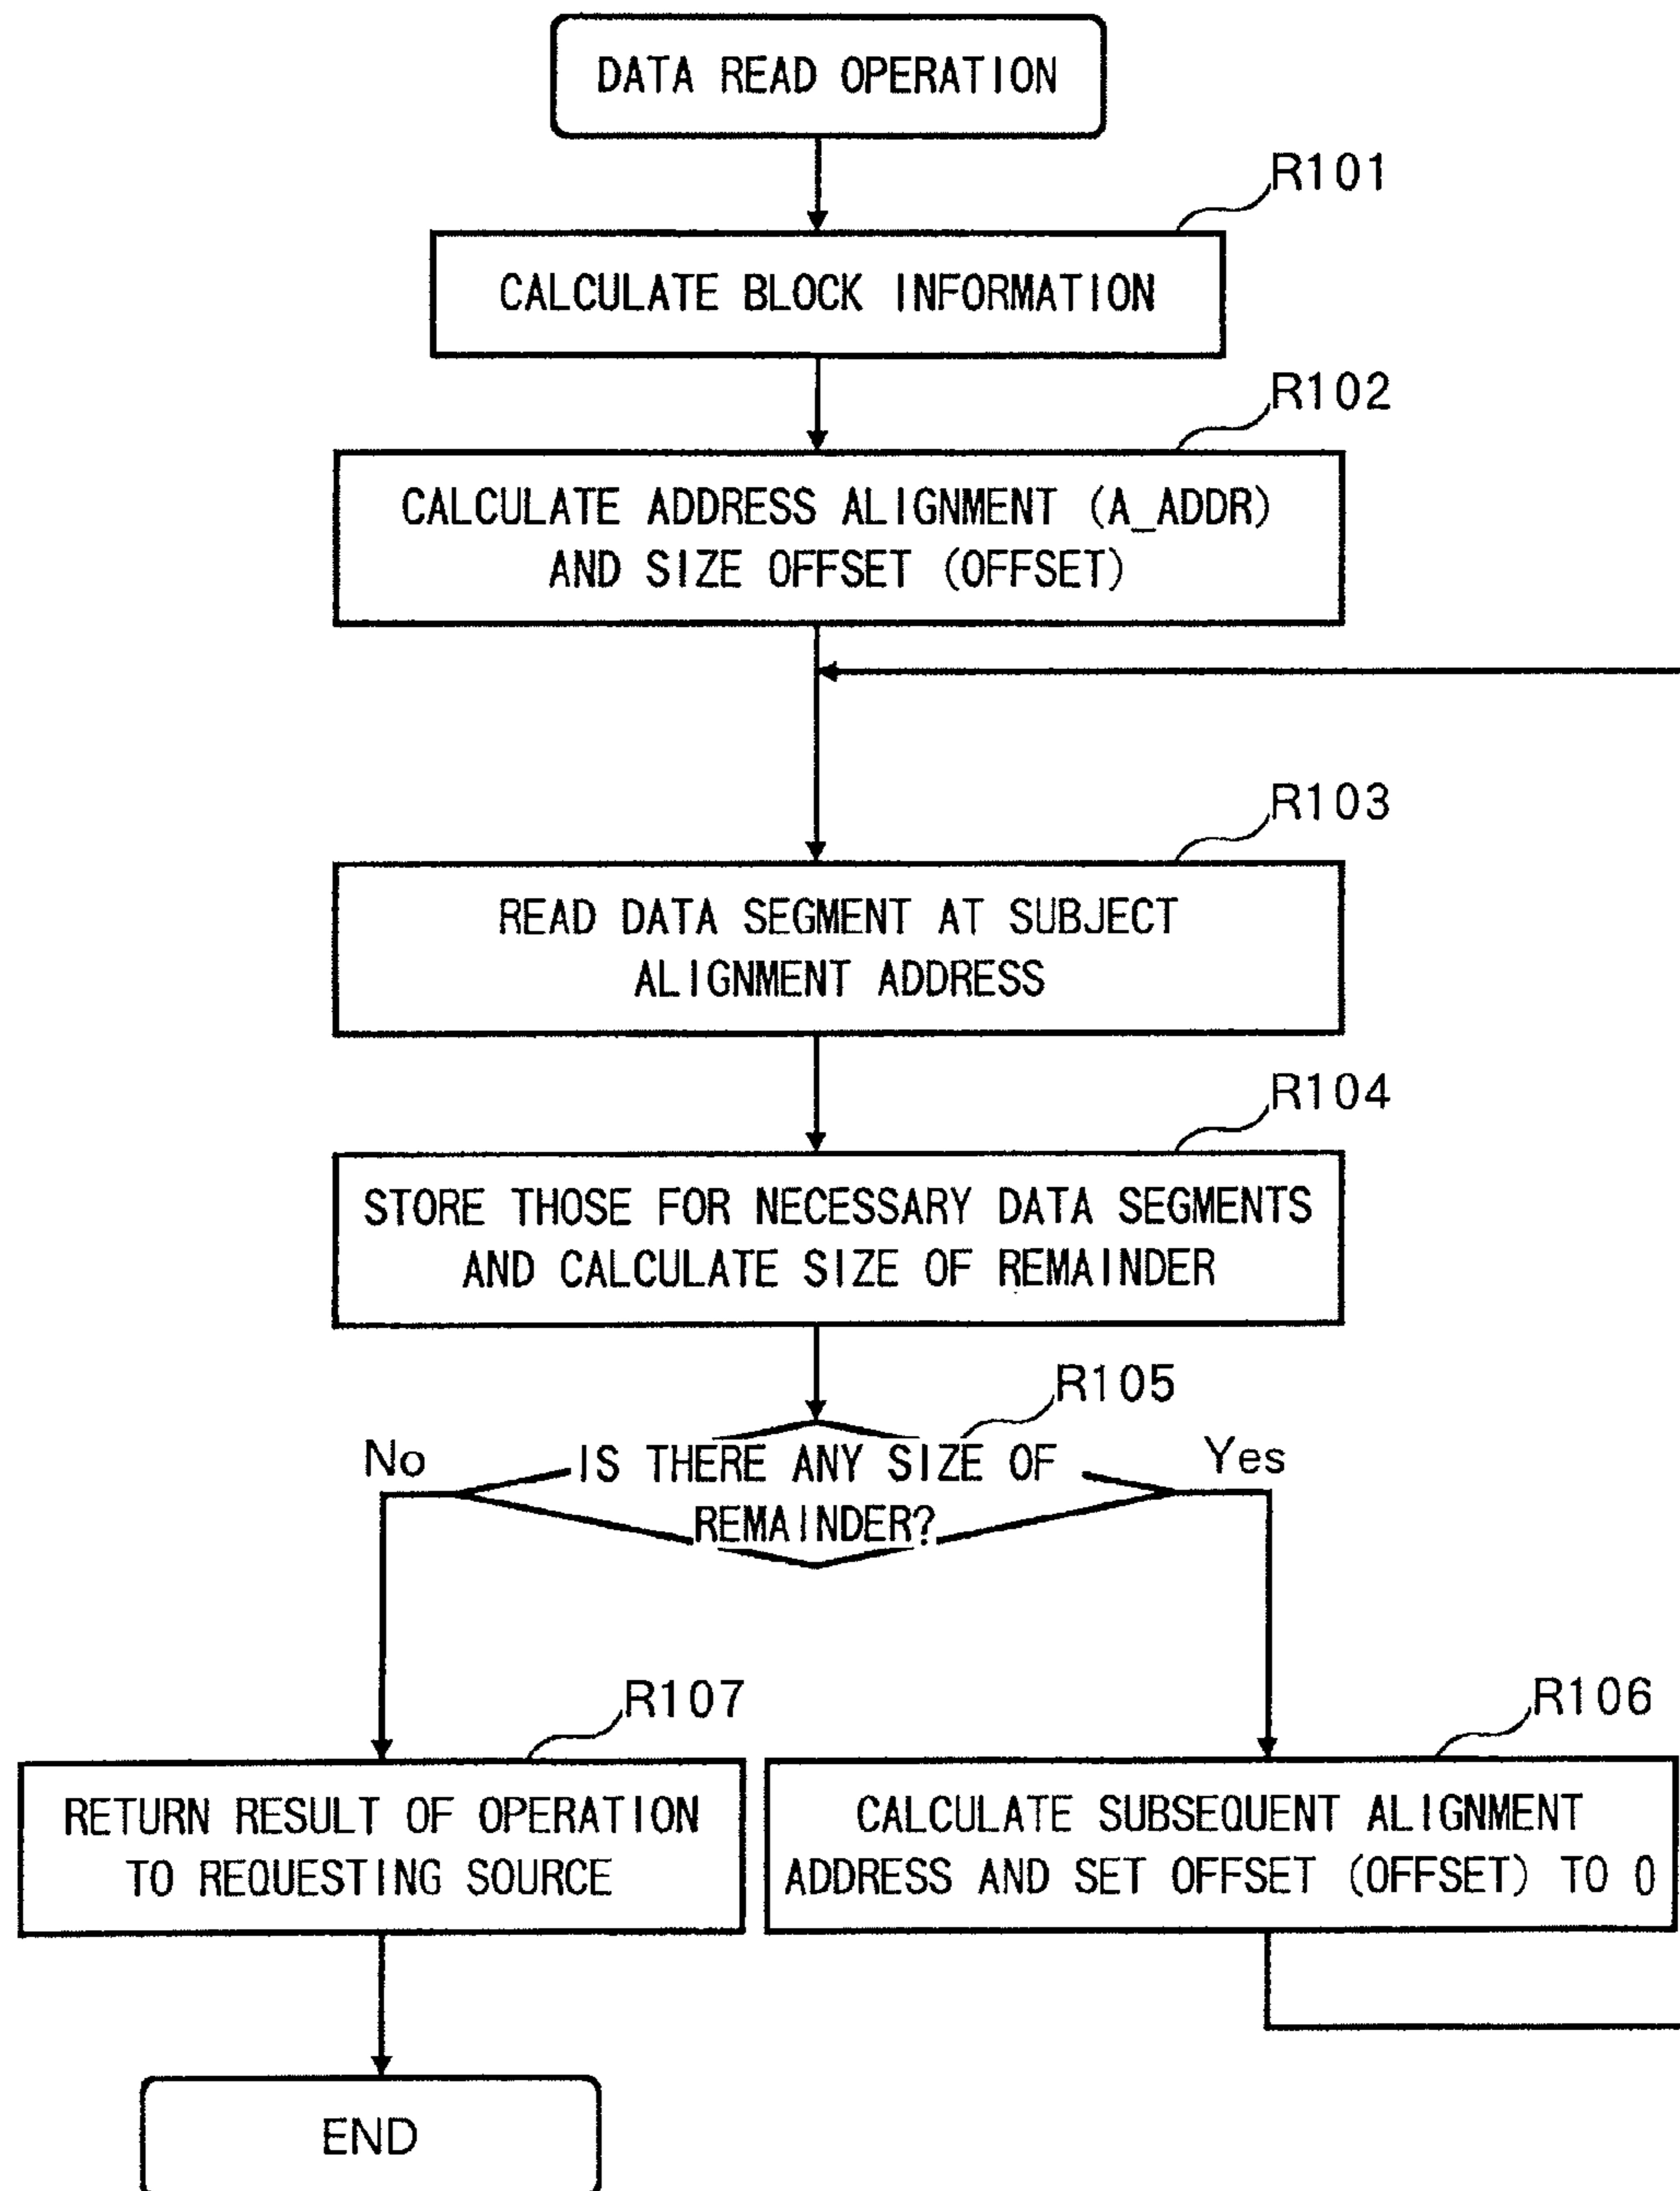 DATA READ OPERATION
R101
CALCULATE BLOCK INFORMATION
R102
CALCULATE ADDRESS ALIGNMENT (A_ADDR)
AND SIZE OFFSET (OFFSET)
R103
READ DATA SEGMENT AT SUBJECT
ALIGNMENT ADDRESS
R104
STORE THOSE FOR NECESSARY DATA SEGMENTS
AND CALCULATE SIZE OF REMAINDER
R105
No
IS THERE ANY SIZE OF
REMAINDER?
Yes
R107
RETURN RESULT OF OPERATION
TO REQUESTING SOURCE
R106
CALCULATE SUBSEQUENT ALIGNMENT
ADDRESS AND SET OFFSET (OFFSET) TO 0
END